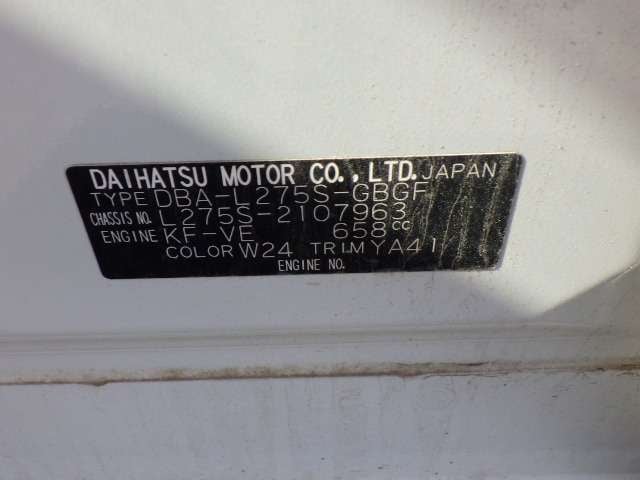 DAIHATSU MOTOR CO.,LTD. JAPAN
TYPE DBA-L275S-GBGF
CHASSIS NO. L275S-2107963
ENGINE KF-VE 658cc
COLOR W24 TRIM YA41
ENGINE NO.